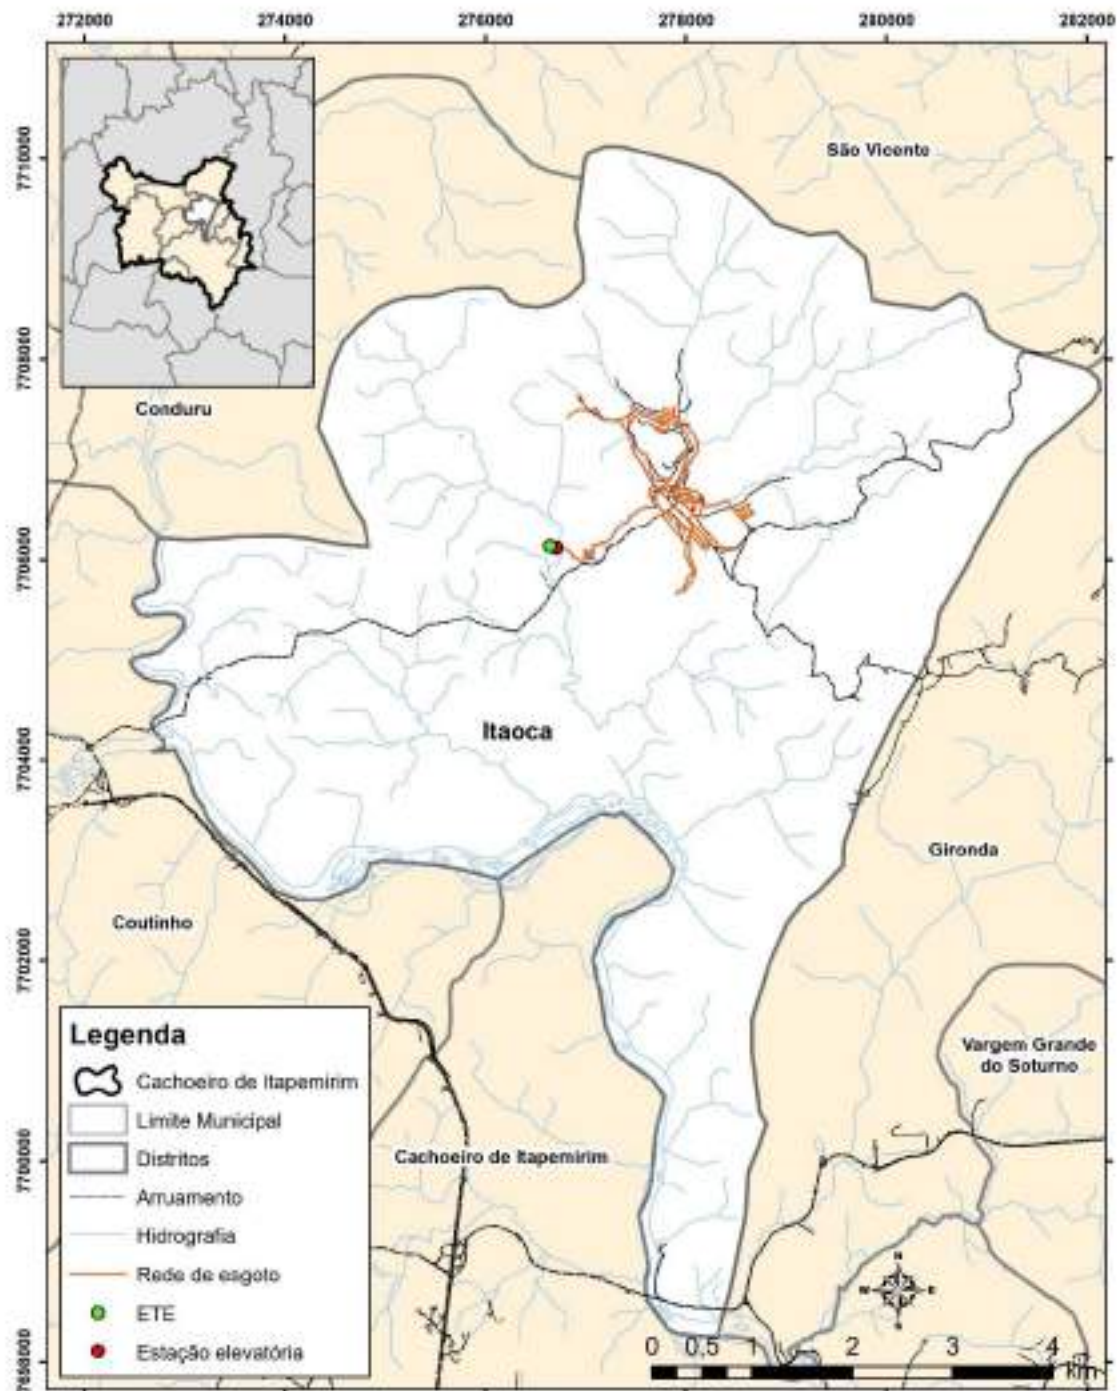 272000 274000 276000 278000 280000 282000
7710000
7708000
7706000
7704000
7702000
7700000
São Vicente
Conduru
Itaoca
Gironda
Coutinho
Vargem Grande
do Soturno
Cachoeiro de Itapemirim
Legenda
Cachoeiro de Itapemirim
Limite Municipal
Distritos
Arruamento
Hidrografia
Rede de esgoto
ETE
Estação elevatória
N
W E
S
0 0,5 1 2 3 4
km